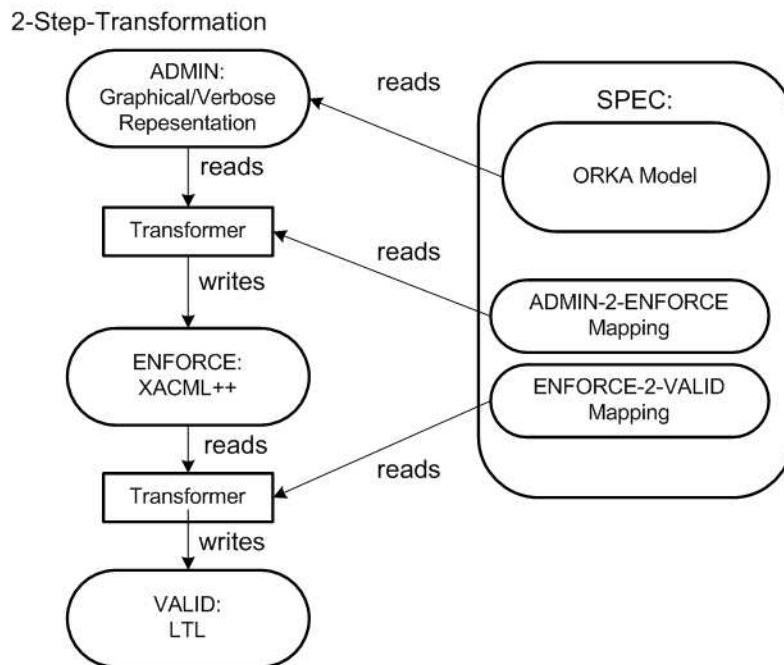 2-Step-Transformation
ADMIN:
Graphical/Verbose
Repesentation
reads
SPEC:
ORKA Model
reads
Transformer
reads
writes
ADMIN-2-ENFORCE
Mapping
ENFORCE:
XACML++
ENFORCE-2-VALID
Mapping
reads
reads
Transformer
writes
VALID:
LTL